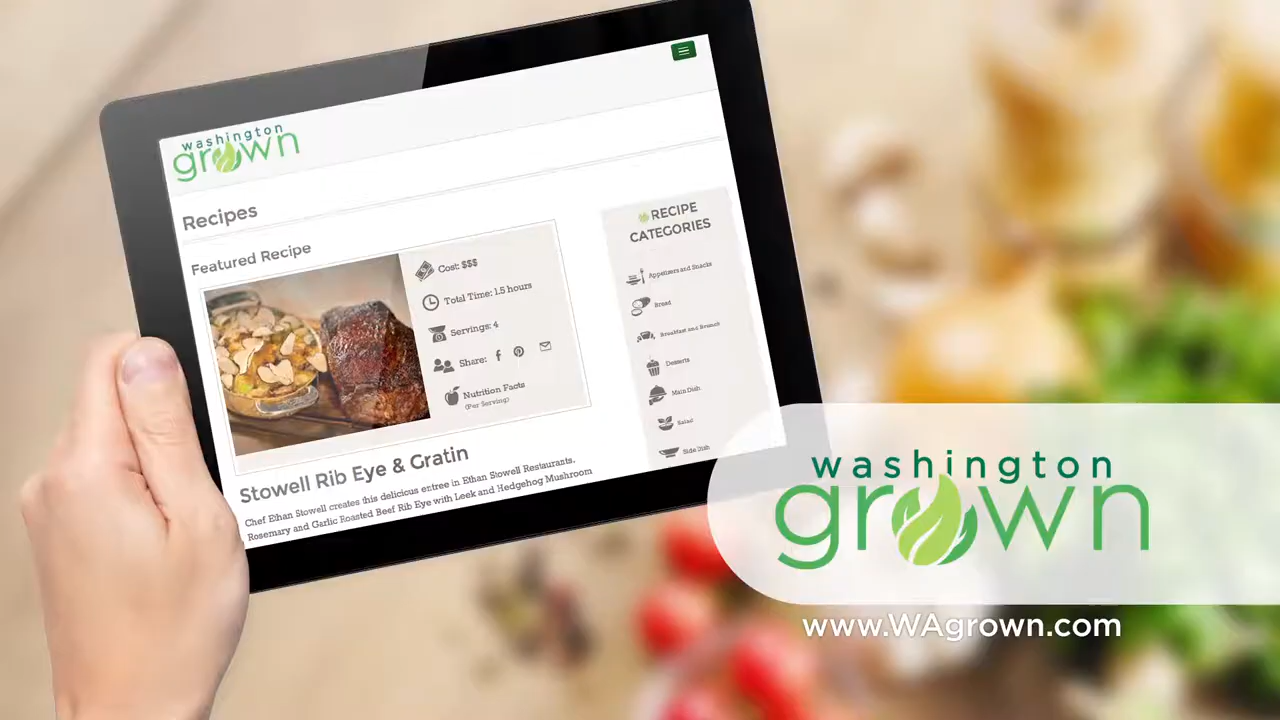 washington
grown
Recipes
Featured Recipe
Cost: $$$
Total Time: 1.5 hours
Servings: 4
Share:
Nutrition Facts
(Per Serving)
Stowell Rib Eye & Gratin
Chef Ethan Stowell creates this delicious entree in Ethan Stowell Restaurants.
Rosemary and Garlic Roasted Beef Rib Eye with Leek and Hedgehog Mushroom
RECIPE
CATEGORIES
Appetizers and Snacks
Bread
Breakfast and Brunch
Desserts
Main Dish
Salad
Side Dish
washington
grown
www.WAgrown.com